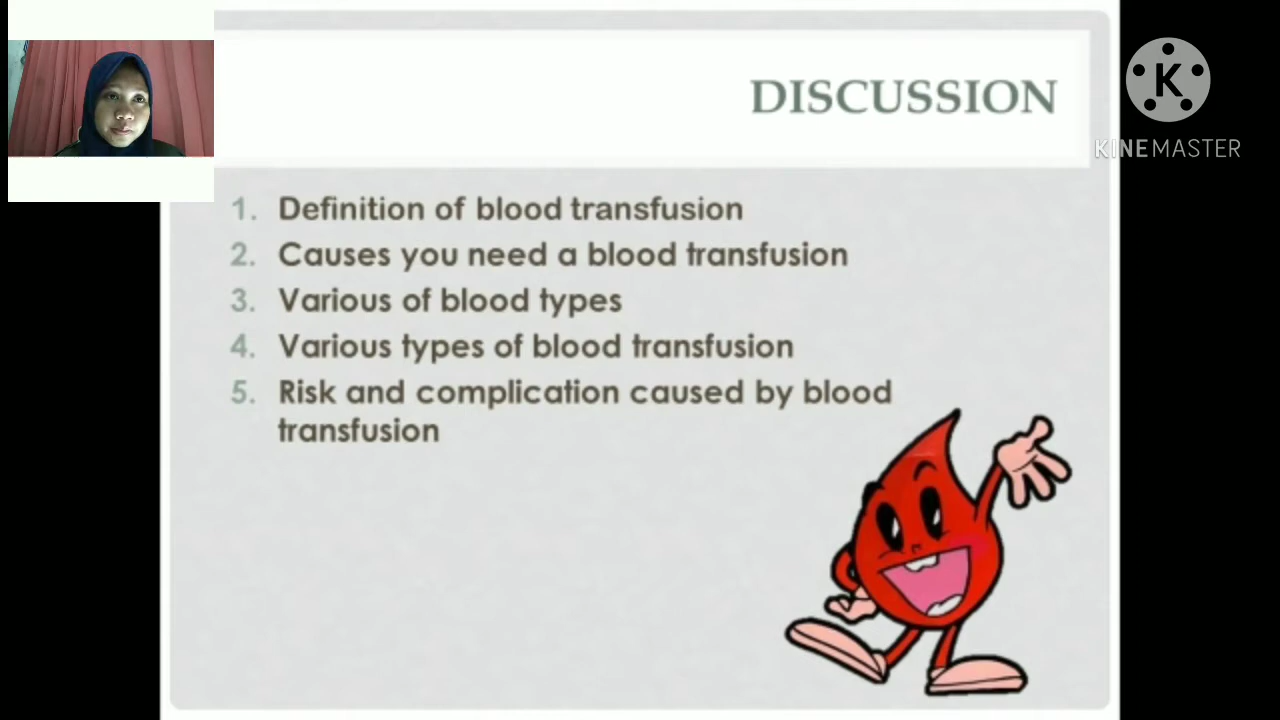 DISCUSSION
K
KINEMASTER
1. Definition of blood transfusion
2. Causes you need a blood transfusion
3. Various of blood types
4. Various types of blood transfusion
5. Risk and complication caused by blood
transfusion